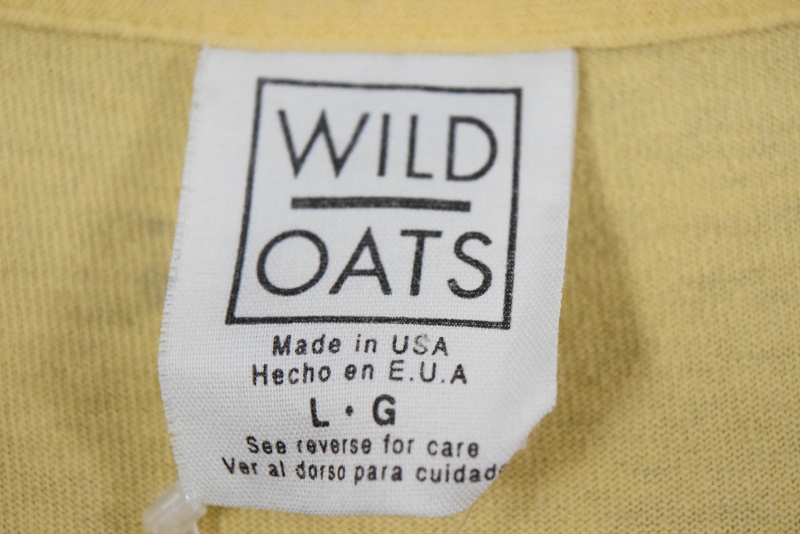 WILD
OATS
Made in USA
Hecho en E.U.A
L • G
See reverse for care
Ver al dorso para cuidado